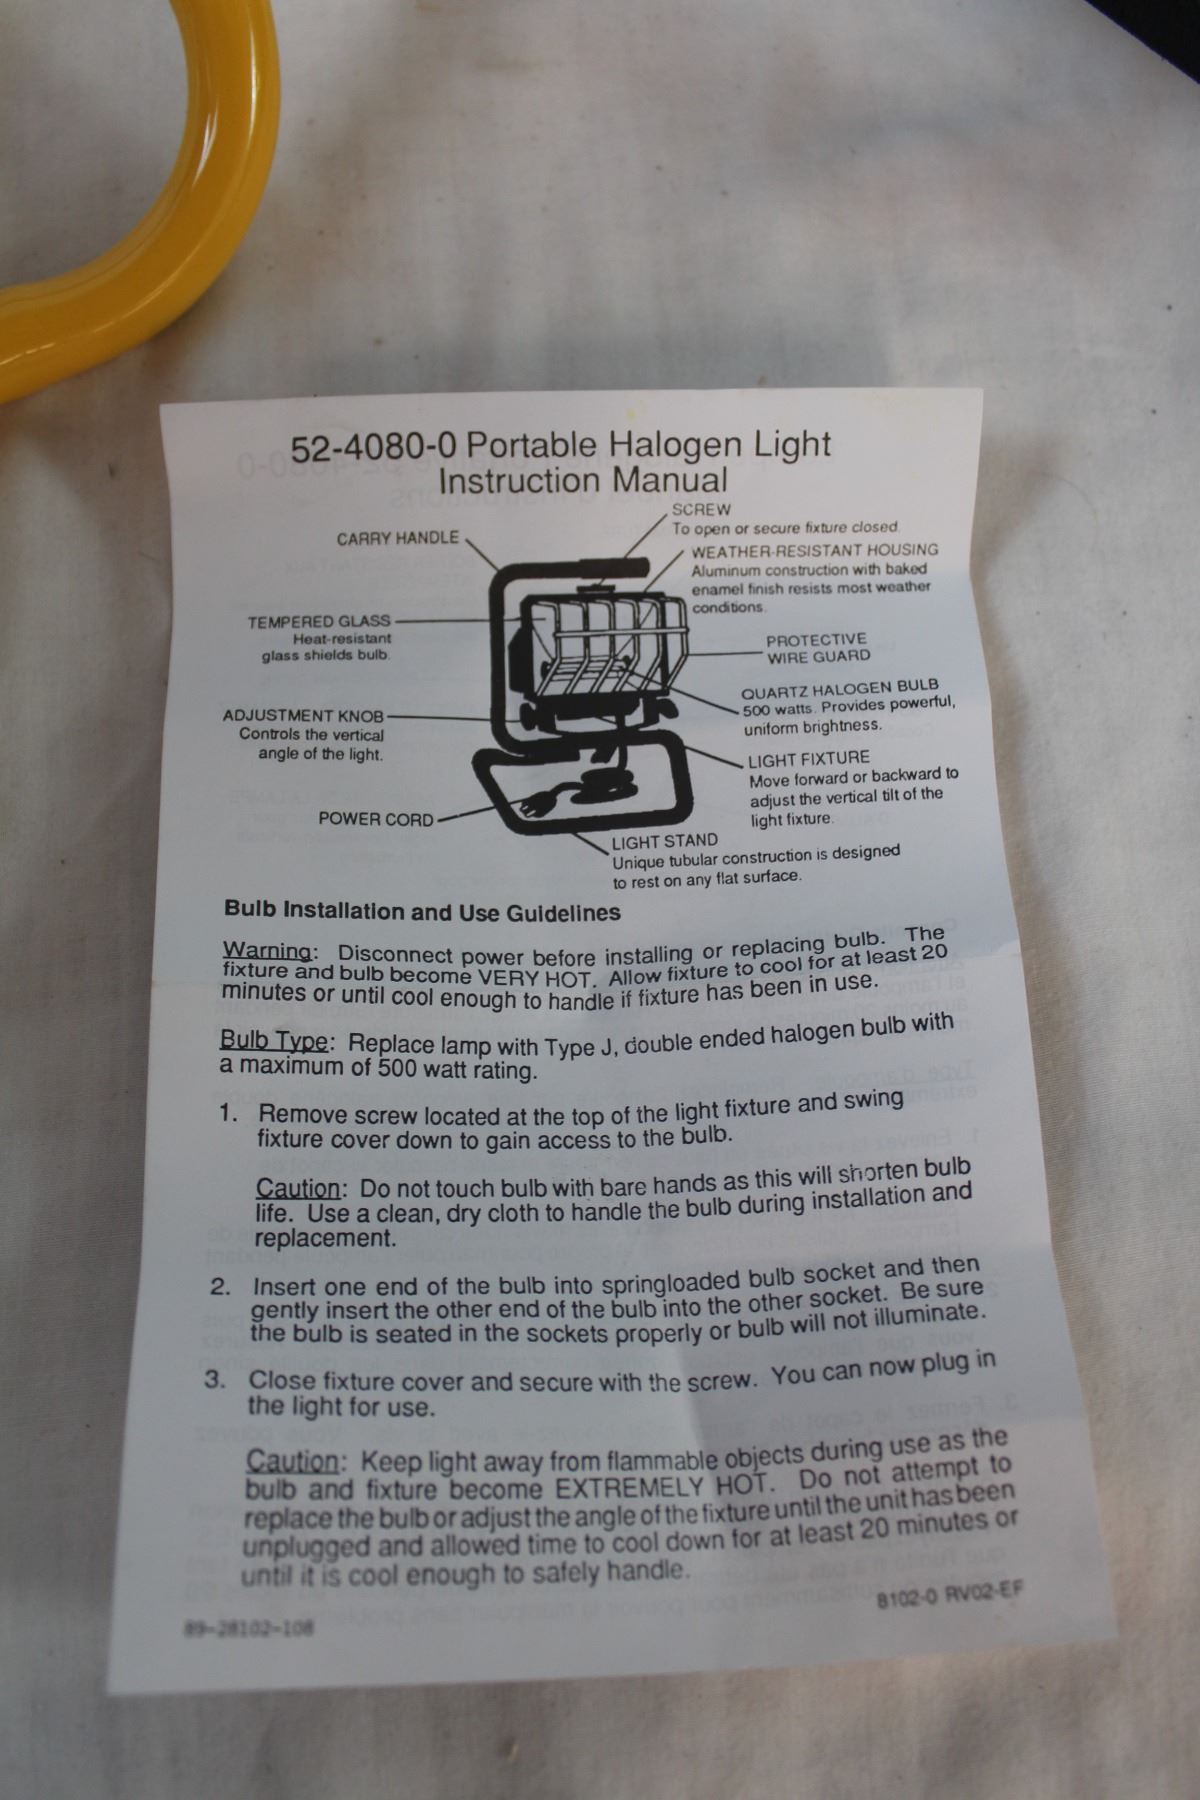 52-4080-0 Portable Halogen Light
Instruction Manual
SCREW
To open or secure fixture closed.
CARRY HANDLE
WEATHER-RESISTANT HOUSING
Aluminum construction with baked
enamel finish resists most weather
conditions.
TEMPERED GLASS
Heat-resistant
glass shields bulb.
PROTECTIVE
WIRE GUARD
QUARTZ HALOGEN BULB
500 watts. Provides powerful,
uniform brightness.
ADJUSTMENT KNOB
Controls the vertical
angle of the light.
LIGHT FIXTURE
Move forward or backward to
adjust the vertical tilt of the
light fixture.
POWER CORD
LIGHT STAND
Unique tubular construction is designed
to rest on any flat surface.
Bulb Installation and Use Guidelines
Warning: Disconnect power before installing or replacing bulb. The
fixture and bulb become VERY HOT. Allow fixture to cool for at least 20
minutes or until cool enough to handle if fixture has been in use.
Bulb Type: Replace lamp with Type J, double ended halogen bulb with
a maximum of 500 watt rating.
1. Remove screw located at the top of the light fixture and swing
fixture cover down to gain access to the bulb.
Caution: Do not touch bulb with bare hands as this will shorten bulb
life. Use a clean, dry cloth to handle the bulb during installation and
replacement.
2. Insert one end of the bulb into springloaded bulb socket and then
gently insert the other end of the bulb into the other socket. Be sure
the bulb is seated in the sockets properly or bulb will not illuminate.
3. Close fixture cover and secure with the screw. You can now plug in
the light for use.
Caution: Keep light away from flammable objects during use as the
bulb and fixture become EXTREMELY HOT. Do not attempt to
replace the bulb or adjust the angle of the fixture until the unit has been
unplugged and allowed time to cool down for at least 20 minutes or
until it is cool enough to safely handle.
8102-0 RV02-EF
89-28102-108